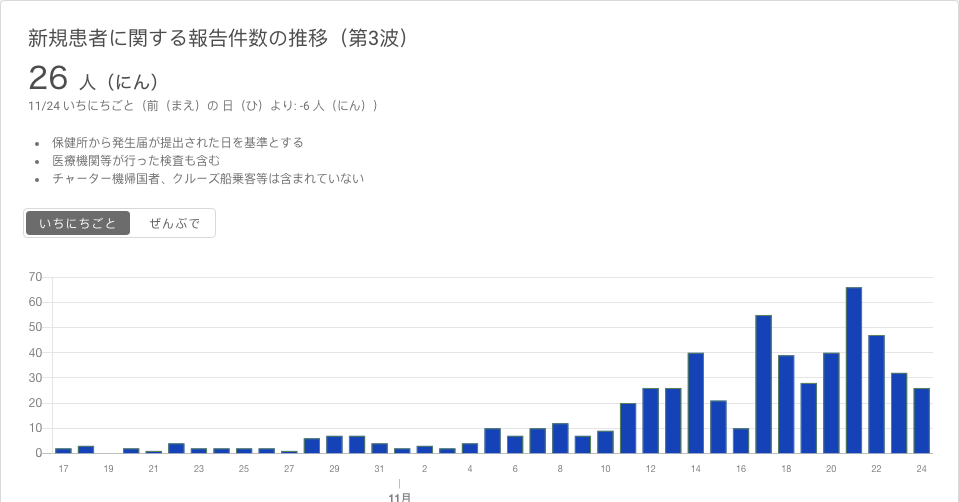 新規患者に関する報告件数の推移（第3波）
26 人（にん）
11/24 いちにちごと（前（まえ）の 日（ひ）より: -6 人（にん））
保健所から発生届が提出された日を基準とする
医療機関等が行った検査も含む
チャーター機帰国者、クルーズ船乗客等は含まれていない
いちにちごと ぜんぶで
70
60
50
40
30
20
10
0
17 19 21 23 25 27 29 31 2 4 6 8 10 12 14 16 18 20 22 24
11月